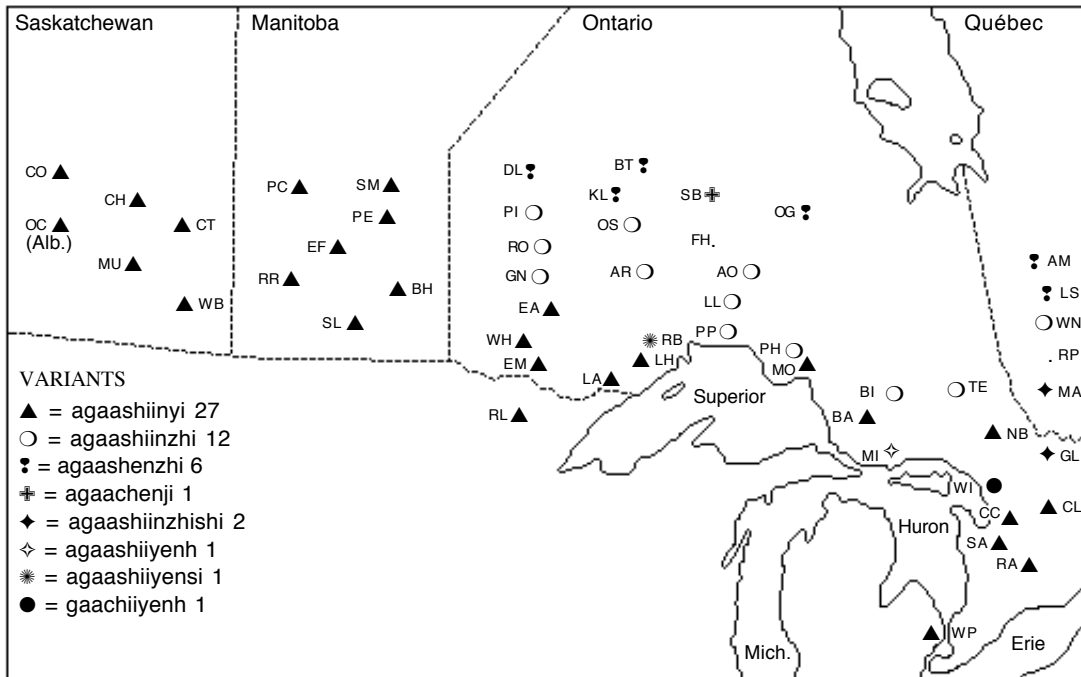 Saskatchewan Manitoba Ontario Québec
CO PC SM DL BT
CH PE KL SB OG
OC CT PI OS
(Alb.) EF RO FH
MU RR BH GN AR AO AM
WB SL EA LL LS
WH RB PP WN
EM LH PH RP
LA MO
VARIANTS
▲ = agaashiinyi 27
❍ = agaashiinzhi 12
❢ = agaashenzhi 6
✙ = agaachenji 1
✦ = agaashiinzhishi 2
✧ = agaashiiyenh 1
✺ = agaashiiyensi 1
● = gaachiiyenh 1
Superior BI TE MA
RL BA NB
MI GL
WI
Huron CC CL
SA
RA
WP
Mich. Erie